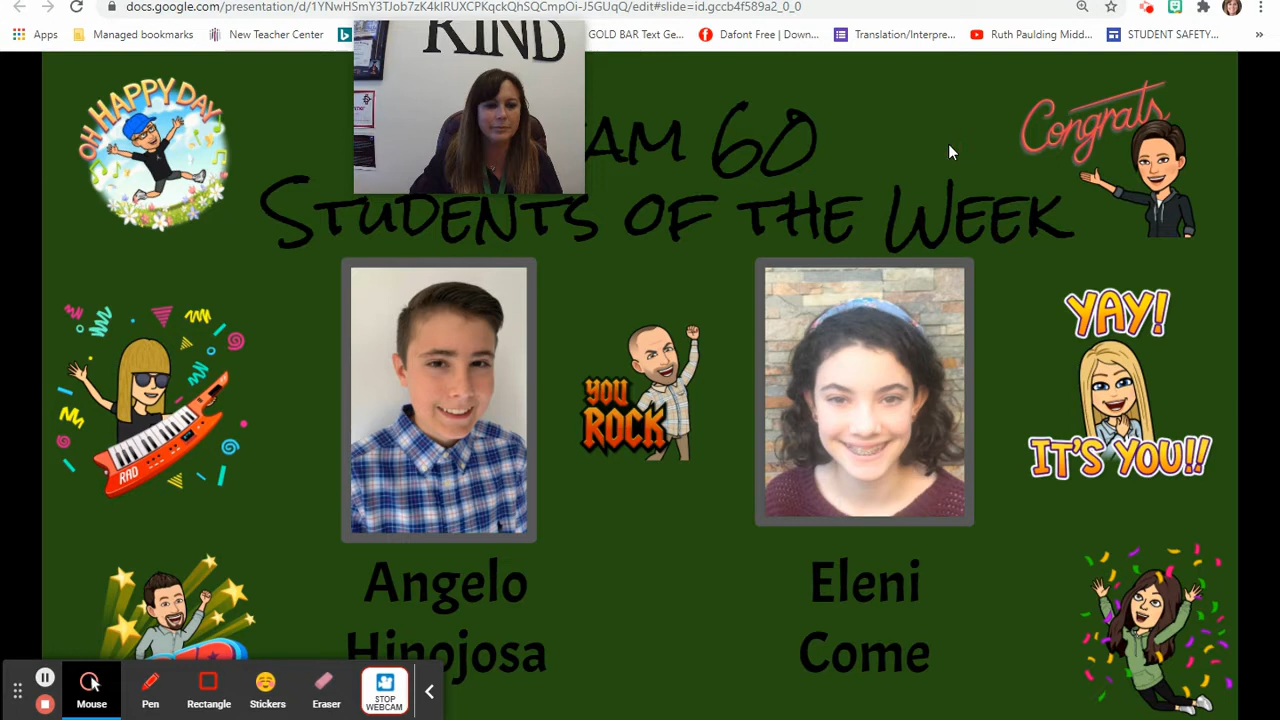 docs.google.com/presentation/d/1YNwHSmY3TJob7zK4kIRUXCPKqckQhSQCmpOi-J5GUqQ/edit#slide=id.gccb4f589a2_0_0
Apps Managed bookmarks New Teacher Center GOLD BAR Text Ge... Dafont Free | Down... Translation/Interpre... Ruth Paulding Midd... STUDENT SAFETY...
KIND
OH HAPPY DAY
Congrats
AM 60
Students of the Week
YAY!
IT'S YOU!!
YOU
ROCK
RAD
Angelo
Hinojosa
Eleni
Come
Mouse Pen Rectangle Stickers Eraser STOP
WEBCAM